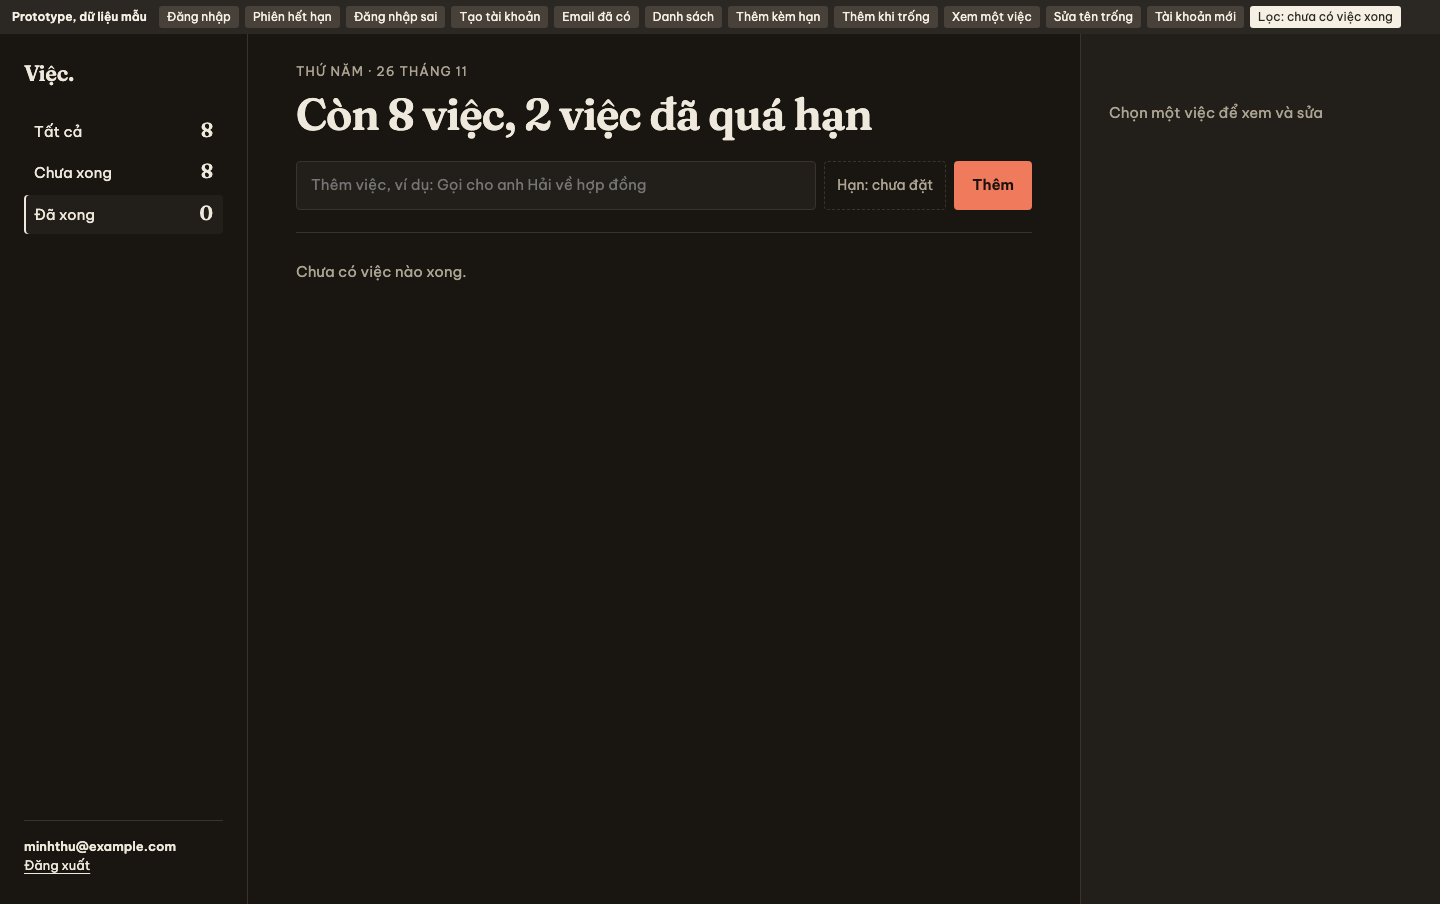 Prototype, dữ liệu mẫu Đăng nhập Phiên hết hạn Đăng nhập sai Tạo tài khoản Email đã có Danh sách Thêm kèm hạn Thêm khi trống Xem một việc Sửa tên trống Tài khoản mới Lọc: chưa có việc xong
Việc.
Tất cả 8
Chưa xong 8
Đã xong 0
minhthu@example.com
Đăng xuất
THỨ NĂM · 26 THÁNG 11
Còn 8 việc, 2 việc đã quá hạn
Thêm việc, ví dụ: Gọi cho anh Hải về hợp đồng Hạn: chưa đặt Thêm
Chưa có việc nào xong.
Chọn một việc để xem và sửa